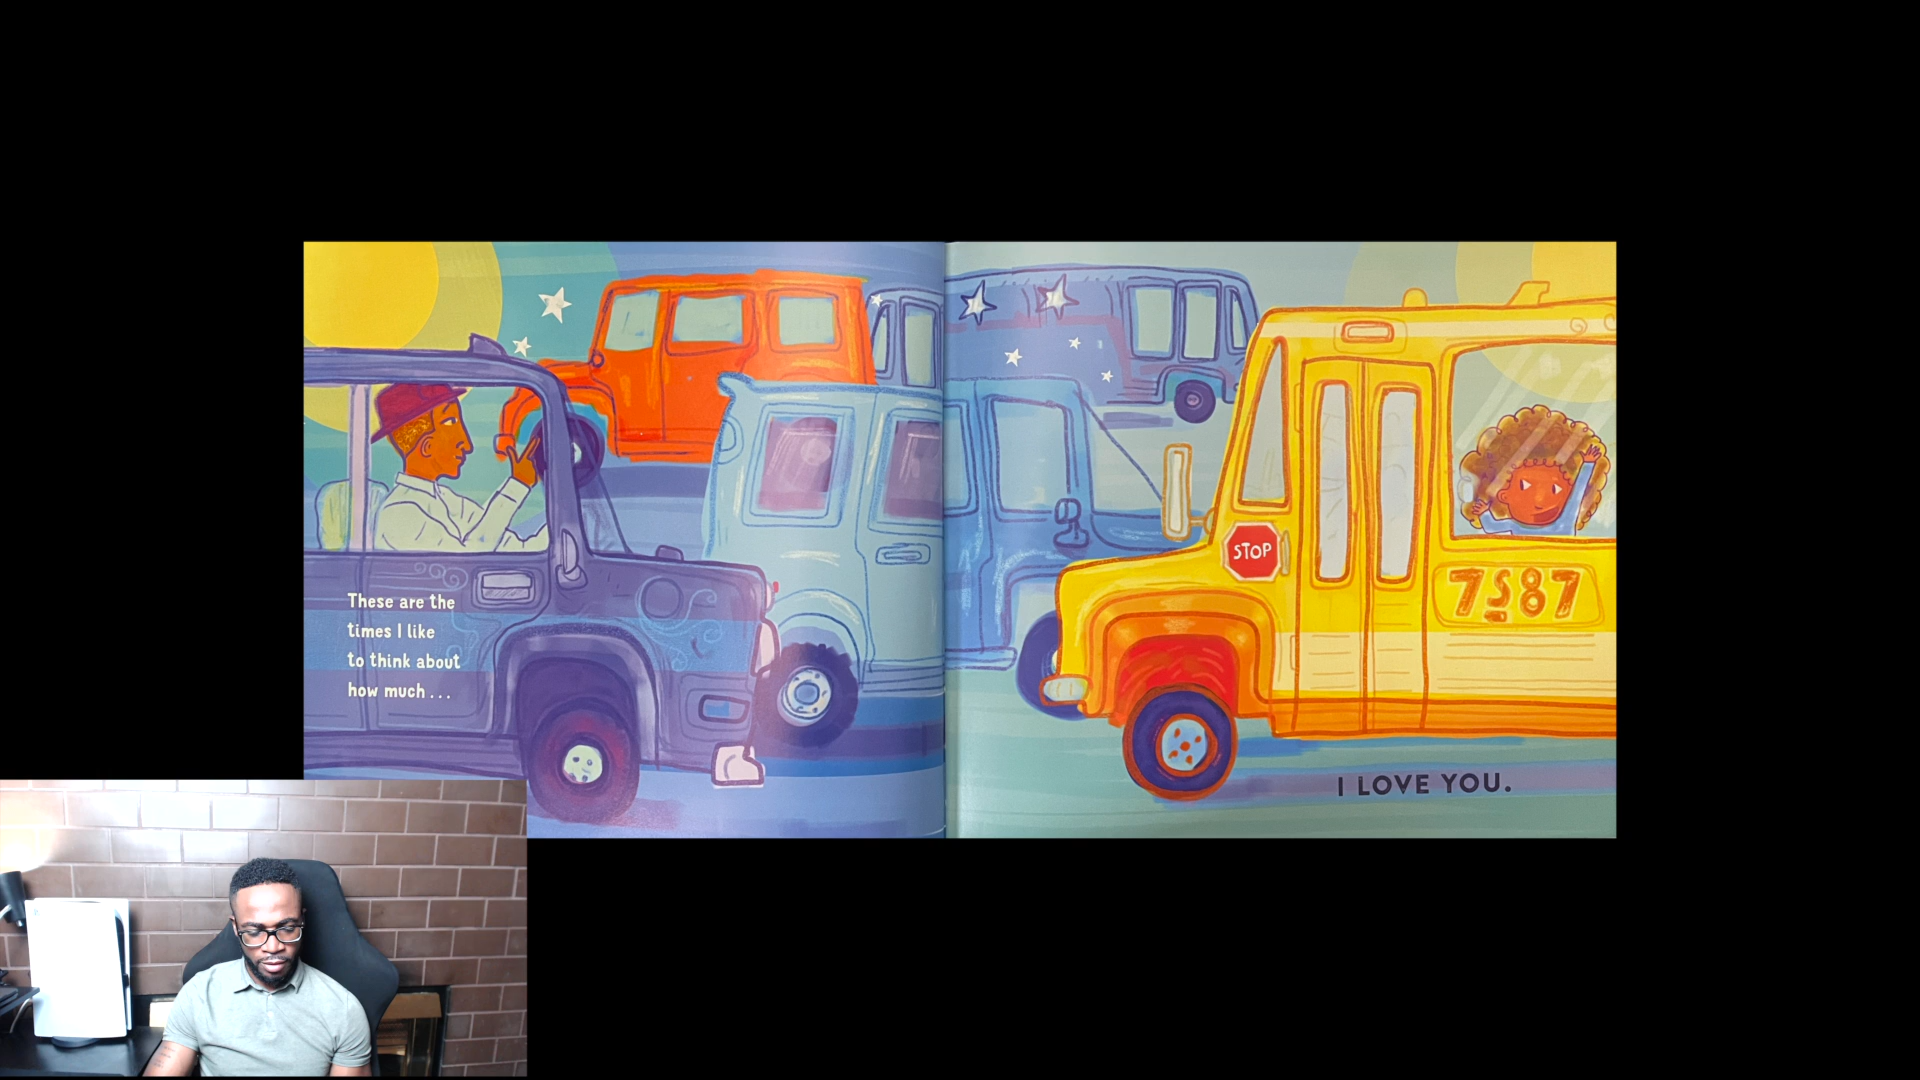 These are the
times I like
to think about
how much . . .
STOP
7587
I LOVE YOU.